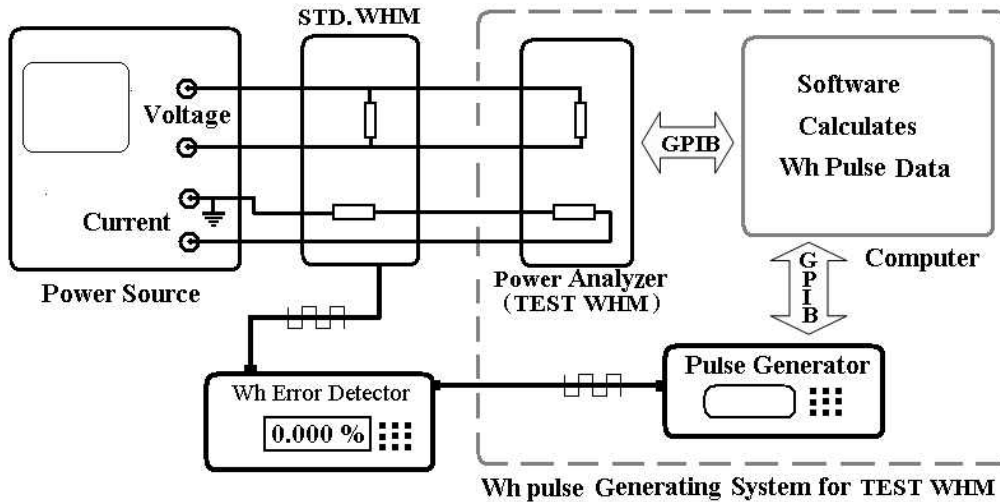 STD. WHM
Voltage
Current
Power Source
Power Analyzer
(TEST WHM)
GPIB
Software
Calculates
Wh Pulse Data
Computer
GPIB
Pulse Generator
Wh Error Detector
0.000 %
Wh pulse Generating System for TEST WHM